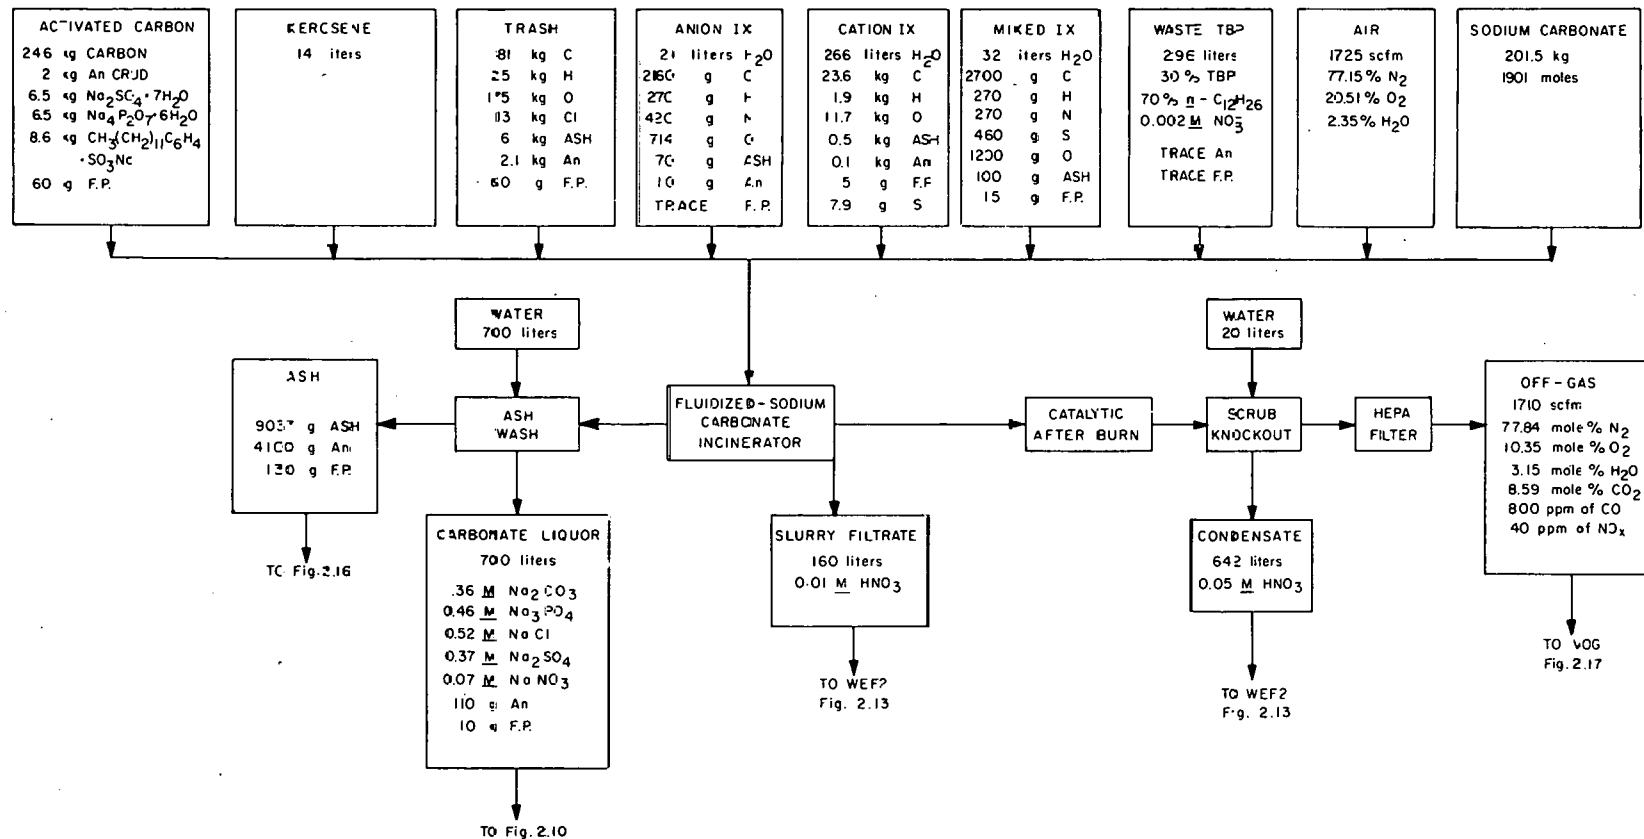 ACTIVATED CARBON
246 kg CARBON
2 kg An CRUD
6.5 kg Na2SO4·7H2O
6.5 kg Na4P2O7·6H2O
8.6 kg CH3(CH2)11C6H4
·SO3Na
60 g F.P.
KEROSENE
14 liters
TRASH
81 kg C
25 kg H
kg O
13 kg Cl
6 kg ASH
2.1 kg An
60 g F.P.
ANION IX
21 liters H2O
2160 g C
270 g H
420 g N
714 g O
70 g ASH
10 g An
TRACE F.P.
CATION IX
266 liters H2O
23.6 kg C
1.9 kg H
11.7 kg O
0.5 kg ASH
0.1 kg An
5 g F.P.
7.9 g S
MIXED IX
32 liters H2O
2700 g C
270 g H
270 g N
460 g S
1200 g O
100 g ASH
15 g F.P.
WASTE TBP
296 liters
30% TBP
70% n-C12H26
0.002 M NO3-
TRACE An
TRACE F.P.
AIR
1725 scfm
77.15% N2
20.51% O2
2.35% H2O
SODIUM CARBONATE
201.5 kg
1901 moles
WATER
700 liters
WATER
20 liters
ASH
9037 g ASH
4100 g An
130 g F.P.
ASH
WASH
FLUIDIZED-SODIUM
CARBONATE
INCINERATOR
CATALYTIC
AFTER BURN
SCRUB
KNOCKOUT
HEPA
FILTER
OFF-GAS
1710 scfm
77.84 mole % N2
10.35 mole % O2
3.15 mole % H2O
8.59 mole % CO2
800 ppm of CO
40 ppm of NOx
CARBONATE LIQUOR
700 liters
.36 M Na2CO3
0.46 M Na3PO4
0.52 M NaCl
0.37 M Na2SO4
0.07 M NaNO3
110 g An
10 g F.P.
SLURRY FILTRATE
160 liters
0.01 M HNO3
CONDENSATE
642 liters
0.05 M HNO3
TO Fig. 2.16
TO WEF2
Fig. 2.13
TO WEF2
Fig. 2.13
TO VOG
Fig. 2.17
TO Fig. 2.10